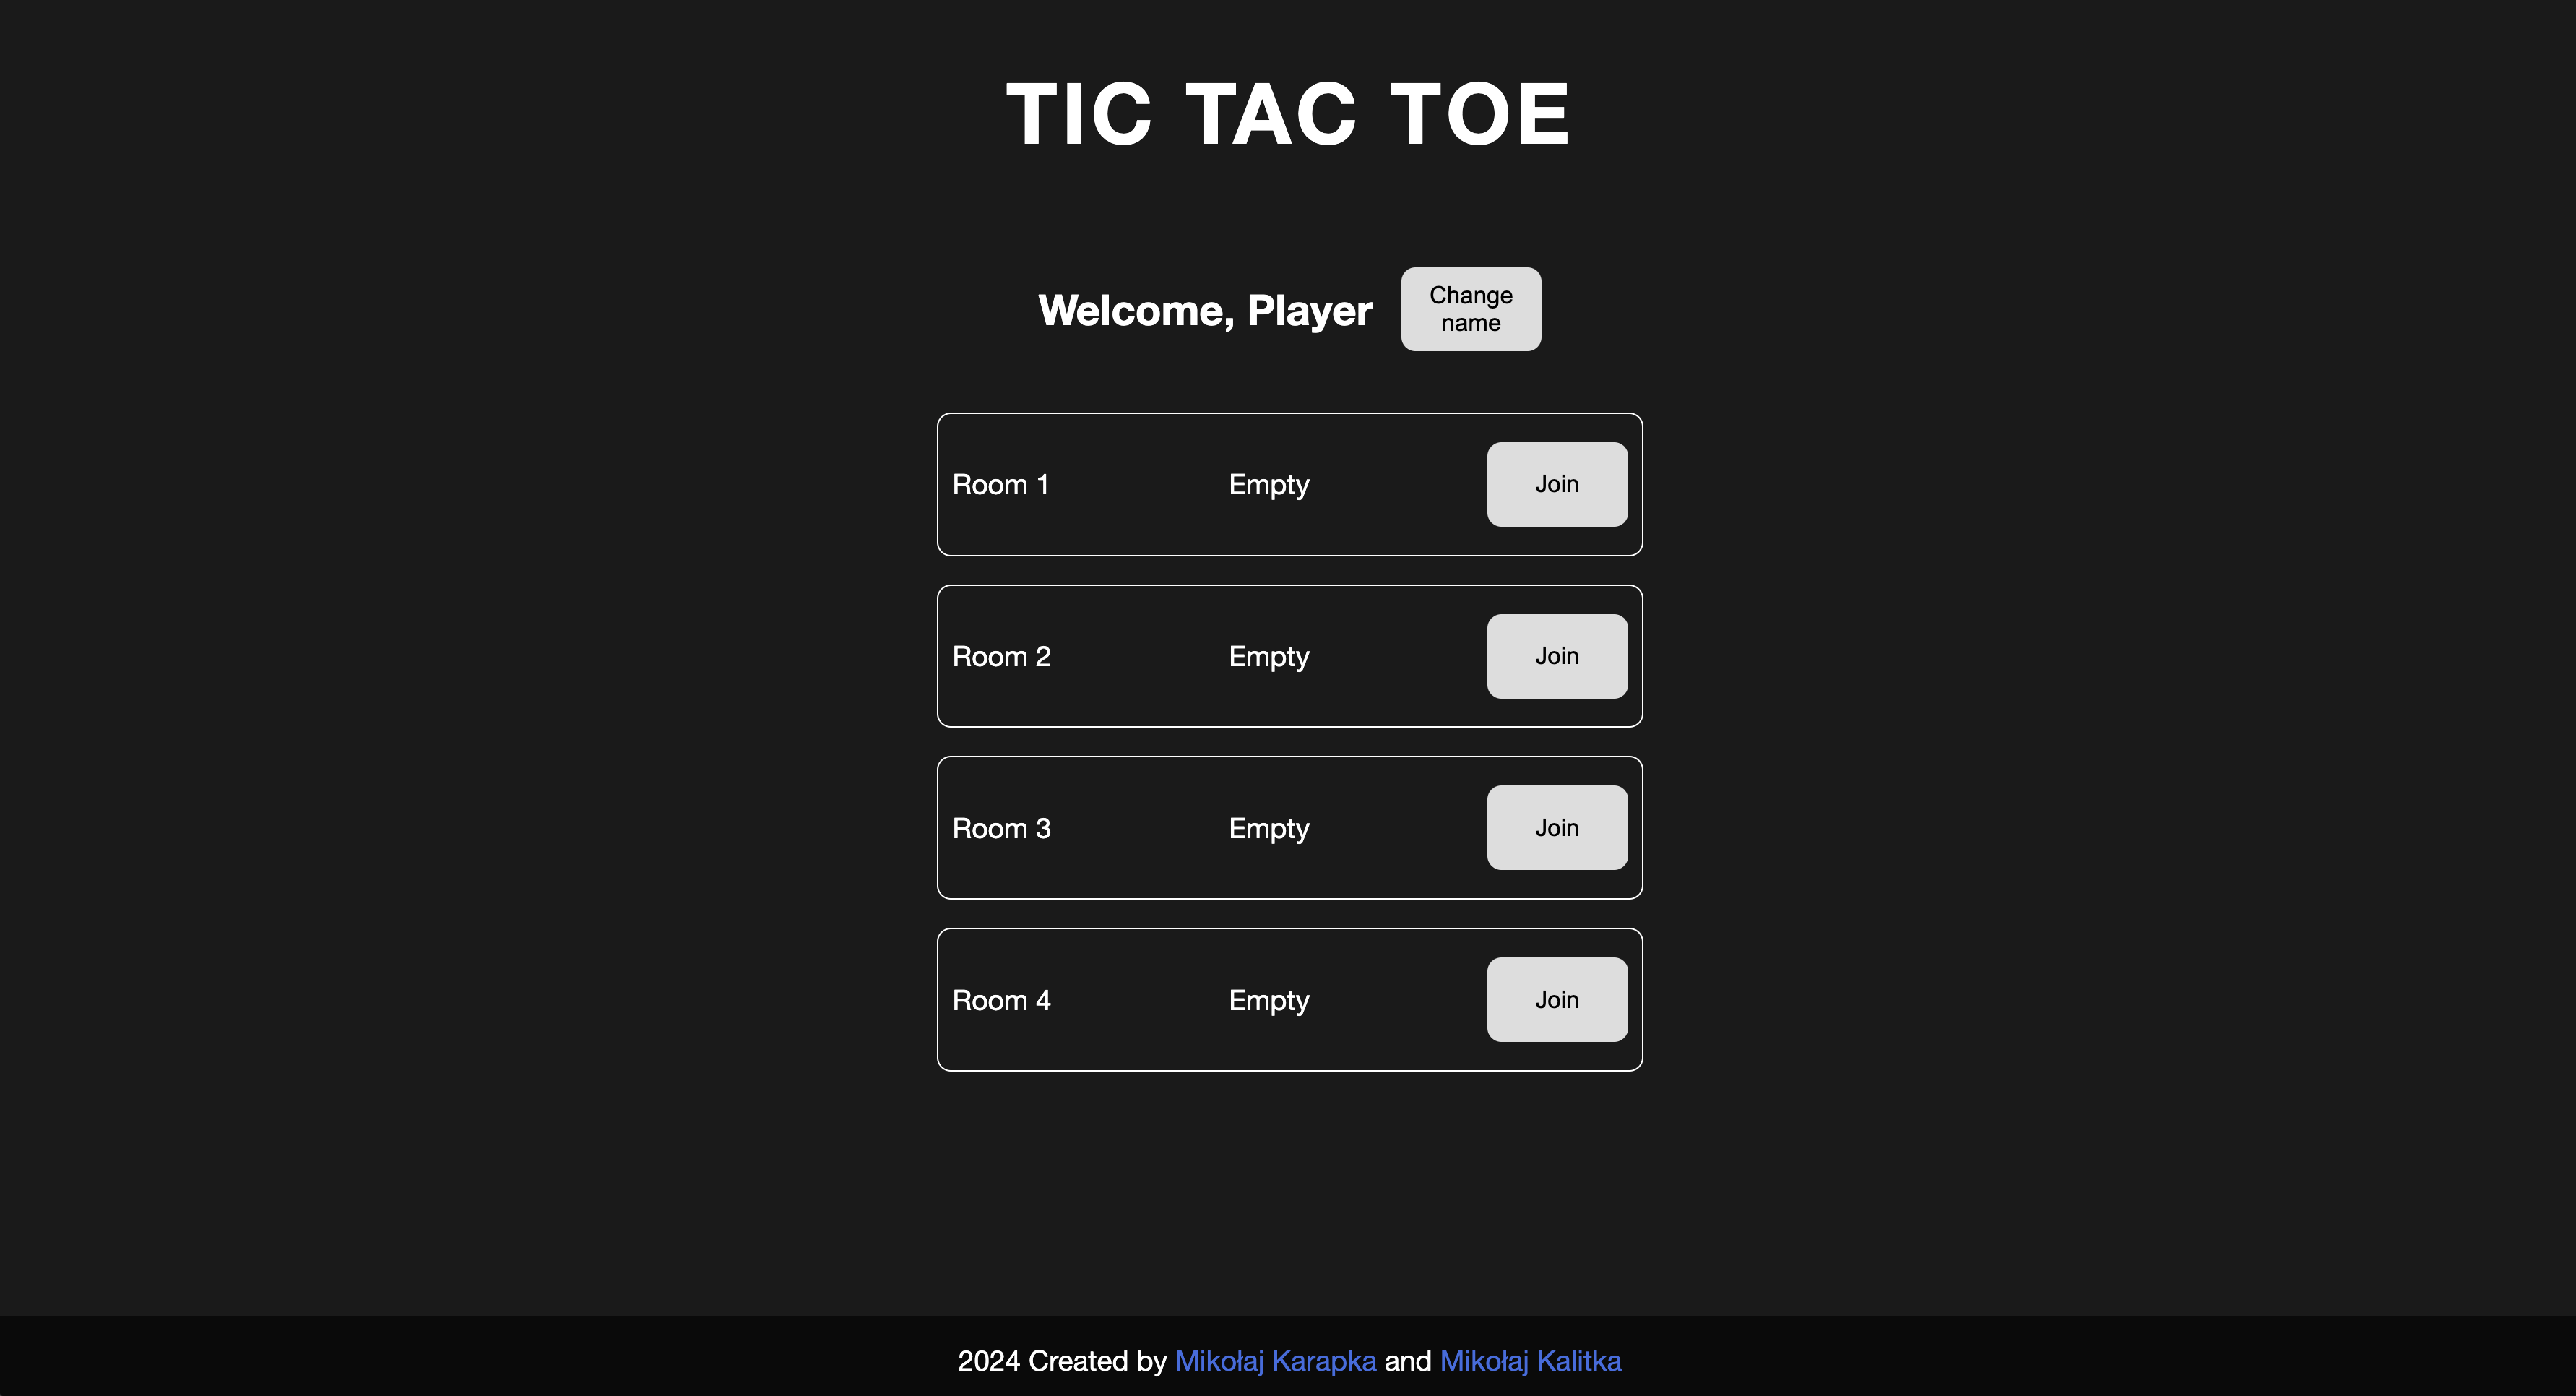 TIC TAC TOE
Welcome, Player
Change
name
Room 1 Empty Join
Room 2 Empty Join
Room 3 Empty Join
Room 4 Empty Join
2024 Created by Mikołaj Karapka and Mikołaj Kalitka